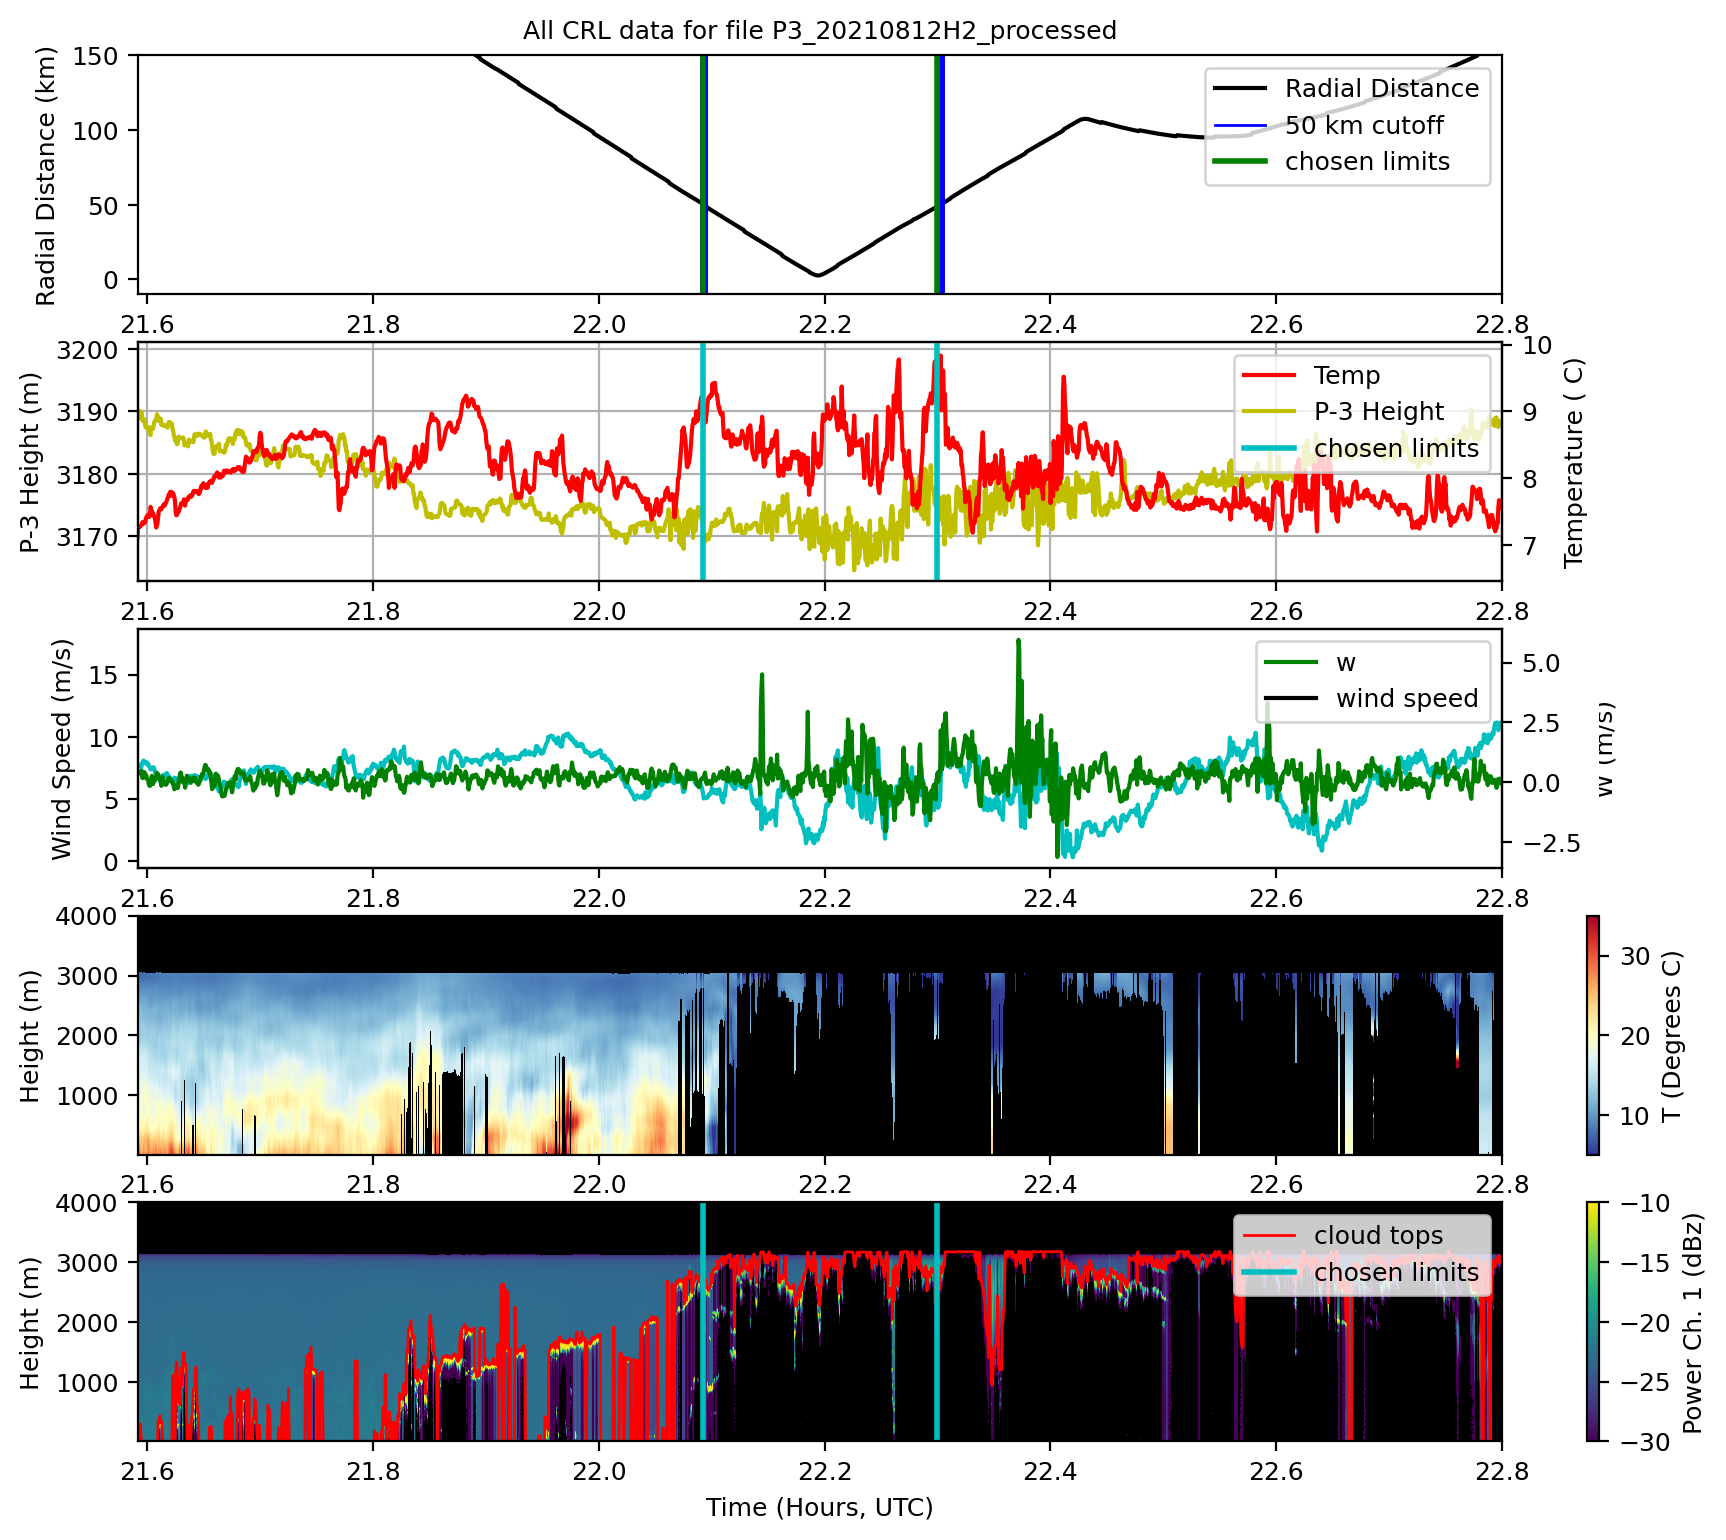 All CRL data for file P3_20210812H2_processed
Radial Distance (km)
150
100
50
0
Radial Distance
50 km cutoff
chosen limits
21.6 21.8 22.0 22.2 22.4 22.6 22.8
P-3 Height (m)
3200
3190
3180
3170
Temp
P-3 Height
chosen limits
10
9
8
7
Temperature ( C)
21.6 21.8 22.0 22.2 22.4 22.6 22.8
Wind Speed (m/s)
15
10
5
0
w
wind speed
5.0
2.5
0.0
−2.5
w (m/s)
21.6 21.8 22.0 22.2 22.4 22.6 22.8
Height (m)
4000
3000
2000
1000
30
20
10
T (Degrees C)
21.6 21.8 22.0 22.2 22.4 22.6 22.8
Height (m)
4000
3000
2000
1000
cloud tops
chosen limits
−10
−15
−20
−25
−30
Power Ch. 1 (dBz)
21.6 21.8 22.0 22.2 22.4 22.6 22.8
Time (Hours, UTC)